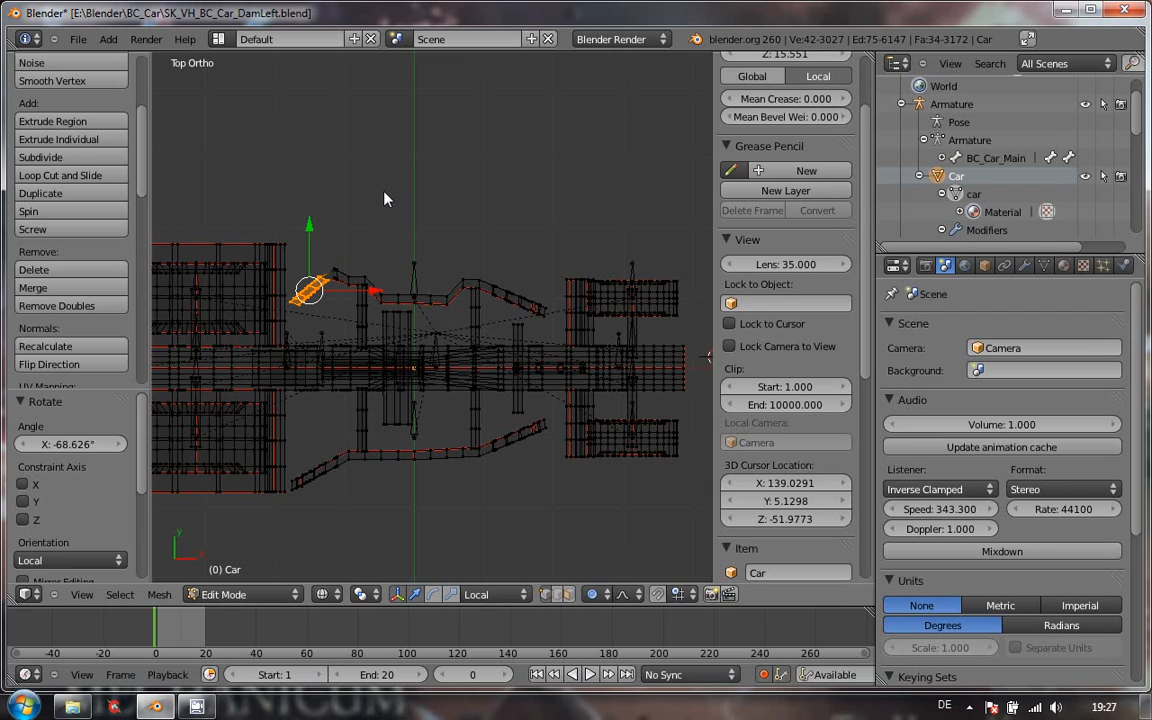 Blender* [E:\Blender\BC_Car\SK_VH_BC_Car_DamLeft.blend]
File Add Render Help Default Scene Blender Render blender.org 260 | Ve:42-3027 | Ed:75-6147 | Fa:34-3172 | Car
Noise
Smooth Vertex
Add:
Extrude Region
Extrude Individual
Subdivide
Loop Cut and Slide
Duplicate
Spin
Screw
Remove:
Delete
Merge
Remove Doubles
Normals:
Recalculate
Flip Direction
UV Mapping:
Rotate
Angle
X: -68.626°
Constraint Axis
X
Y
Z
Orientation
Local
Mirror Editing
Top Ortho
y
(0) Car
Z: 15.551
Global Local
Mean Crease: 0.000
Mean Bevel Wei: 0.000
Grease Pencil
New
New Layer
Delete Frame Convert
View
Lens: 35.000
Lock to Object:
Lock to Cursor
Lock Camera to View
Clip:
Start: 1.000
End: 10000.000
Local Camera:
Camera
3D Cursor Location:
X: 139.0291
Y: 5.1298
Z: -51.9773
Item
Car
View Search All Scenes
World
Armature
Pose
Armature
BC_Car_Main
Car
car
Material
Modifiers
Scene
Scene
Camera: Camera
Background:
Audio
Volume: 1.000
Update animation cache
Listener: Format:
Inverse Clamped Stereo
Speed: 343.300 Rate: 44100
Doppler: 1.000
Mixdown
Units
None Metric Imperial
Degrees Radians
Scale: 1.000 Separate Units
Keying Sets
View Select Mesh Edit Mode Local
-40 -20 0 20 40 60 80 100 120 140 160 180 200 220 240 260
View Frame Playback Start: 1 End: 20 0 No Sync Available
DE 19:27